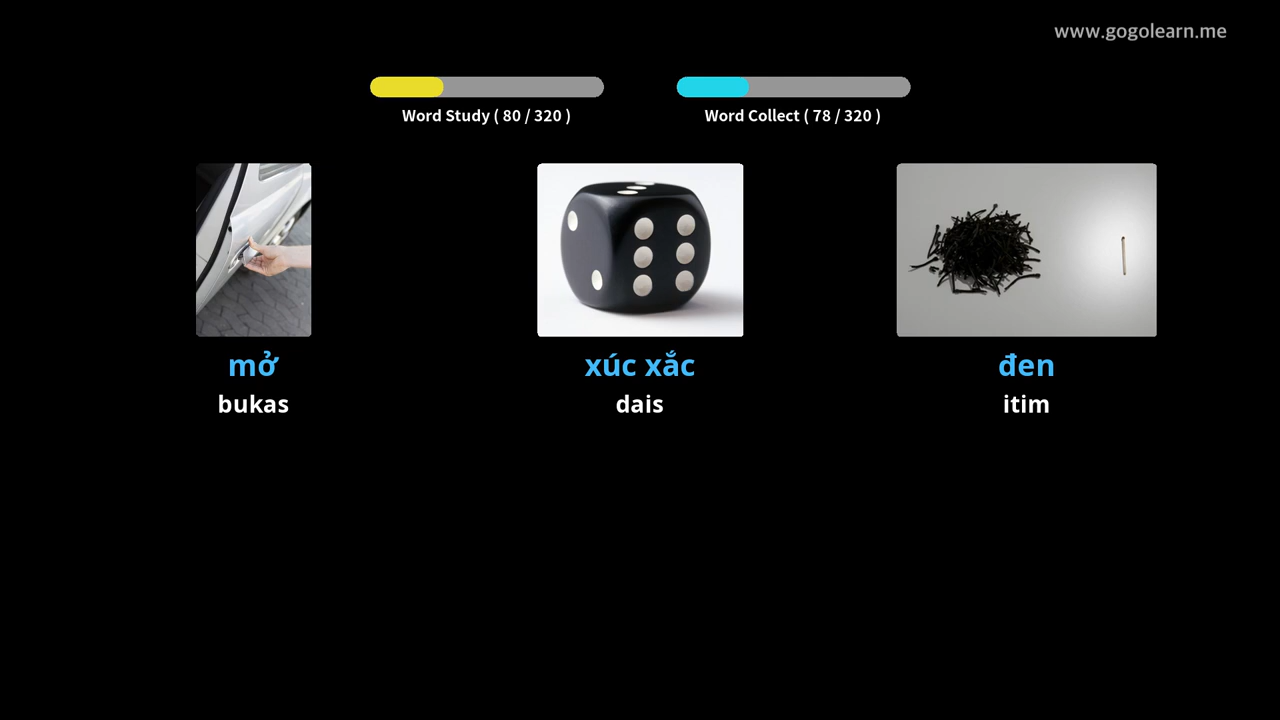 www.gogolearn.me
Word Study ( 80 / 320 )
Word Collect ( 78 / 320 )
mở
xúc xắc
đen
bukas
dais
itim